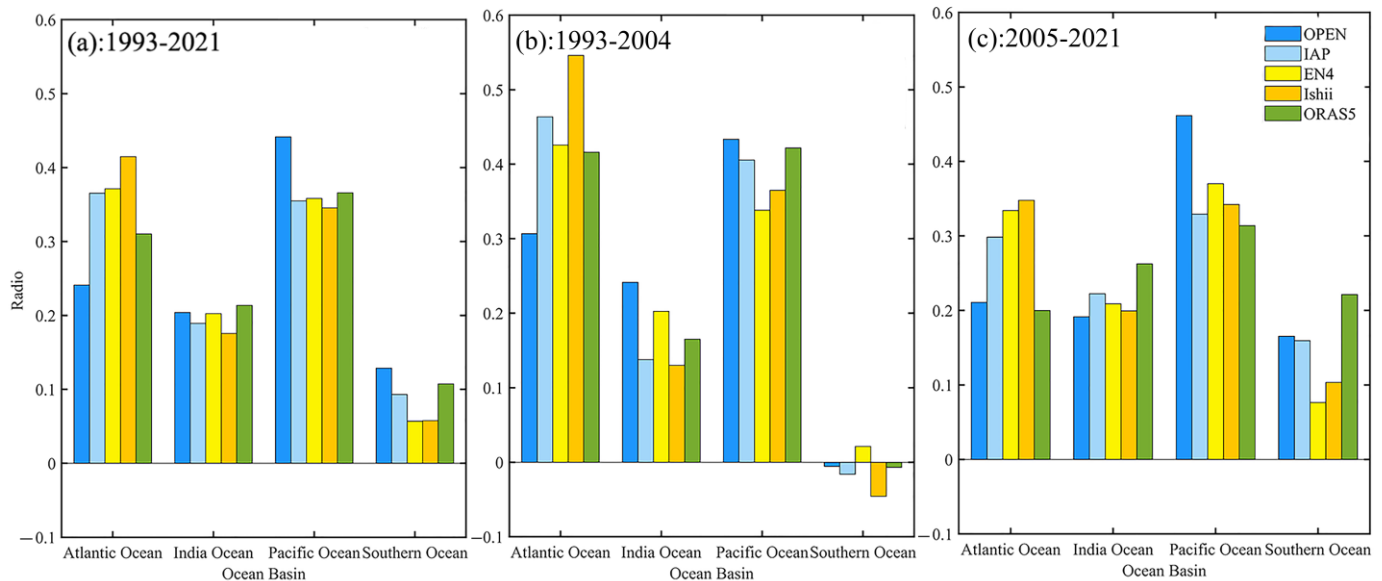 (a):1993-2021
0.6
0.5
0.4
0.3
0.2
0.1
0
−0.1
Radio
Atlantic Ocean India Ocean Pacific Ocean Southern Ocean
Ocean Basin
(b):1993-2004
0.6
0.5
0.4
0.3
0.2
0.1
0
−0.1
Atlantic Ocean India Ocean Pacific Ocean Southern Ocean
Ocean Basin
(c):2005-2021
0.6
0.5
0.4
0.3
0.2
0.1
0
−0.1
OPEN
IAP
EN4
Ishii
ORAS5
Atlantic Ocean India Ocean Pacific Ocean Southern Ocean
Ocean Basin